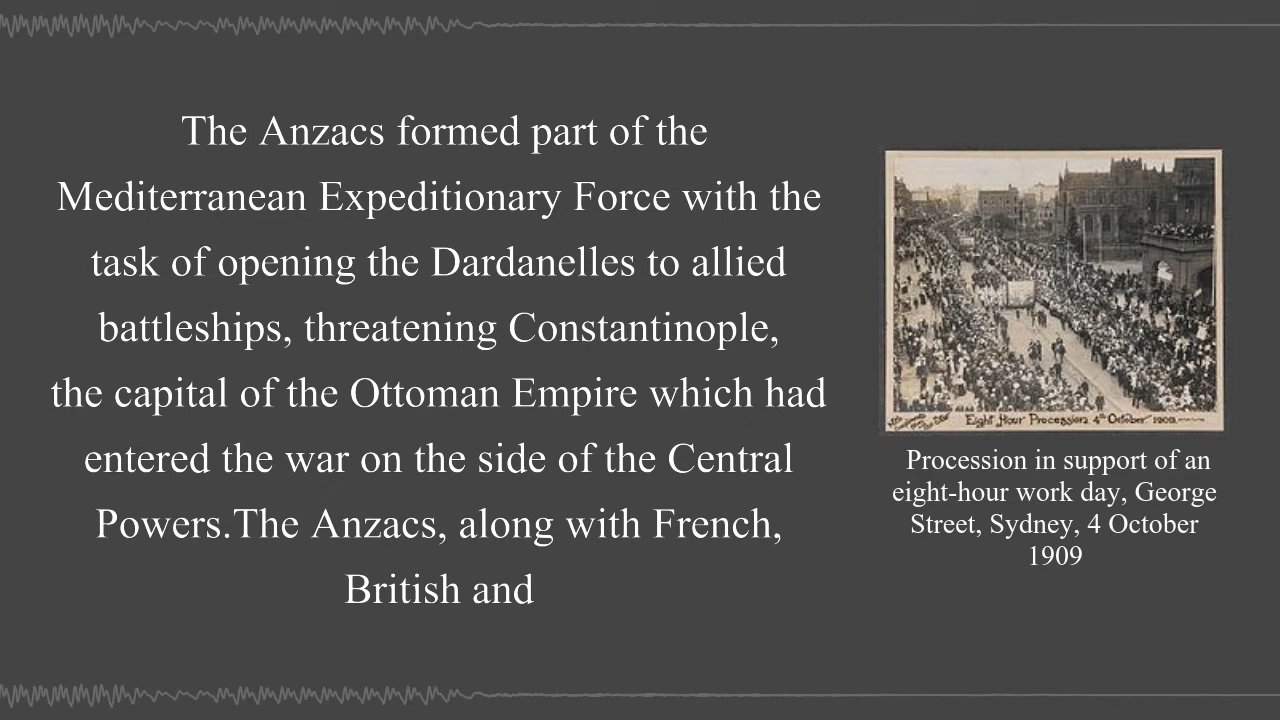 The Anzacs formed part of the
Mediterranean Expeditionary Force with the
task of opening the Dardanelles to allied
battleships, threatening Constantinople,
the capital of the Ottoman Empire which had
entered the war on the side of the Central
Powers.The Anzacs, along with French,
British and
Eight Hour Procession 4th October 1909
Procession in support of an
eight-hour work day, George
Street, Sydney, 4 October
1909